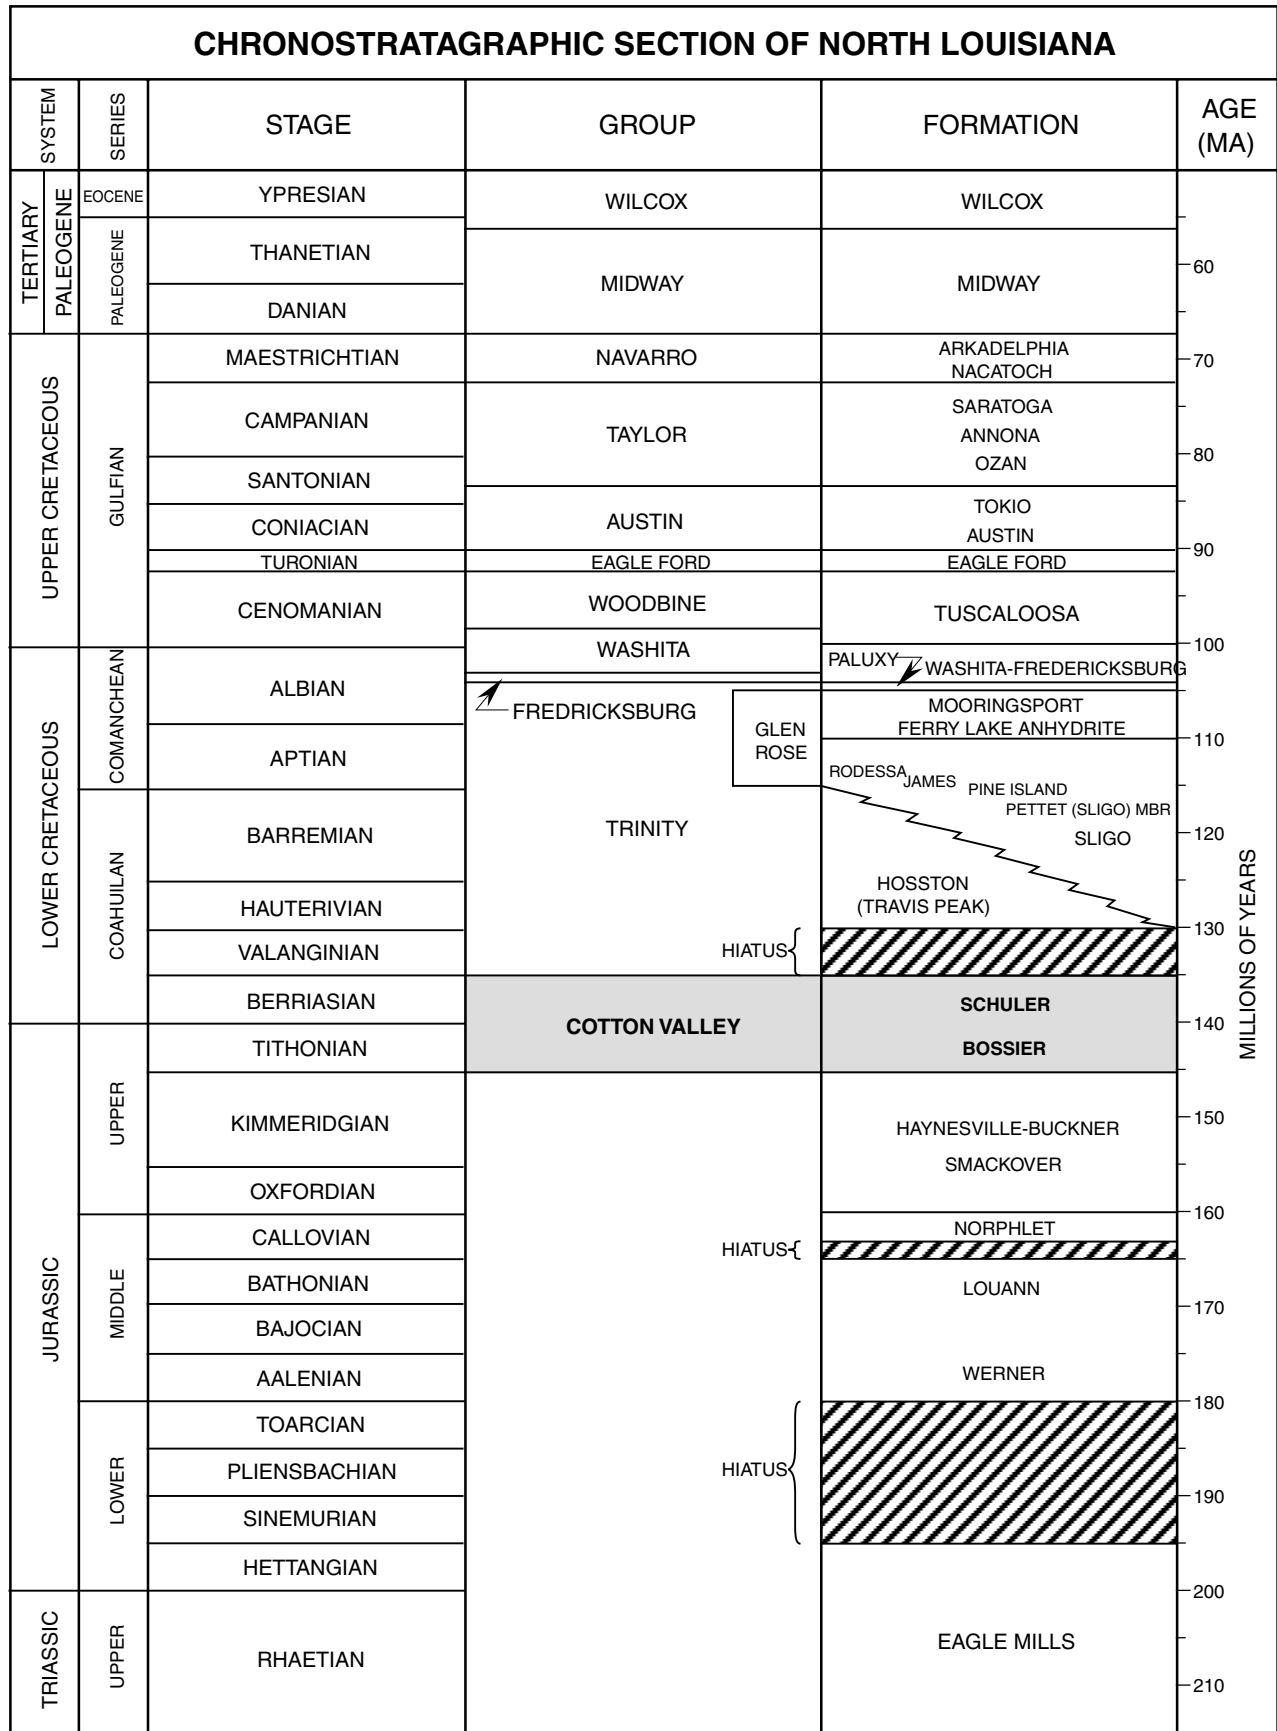 CHRONOSTRATAGRAPHIC SECTION OF NORTH LOUISIANA
SYSTEM
SERIES
STAGE
GROUP
FORMATION
AGE
(MA)
TERTIARY
PALEOGENE
EOCENE
PALEOGENE
YPRESIAN
WILCOX
WILCOX
THANETIAN
MIDWAY
MIDWAY
60
DANIAN
UPPER CRETACEOUS
GULFIAN
MAESTRICHTIAN
NAVARRO
ARKADELPHIA
NACATOCH
70
CAMPANIAN
TAYLOR
SARATOGA
ANNONA
OZAN
80
SANTONIAN
AUSTIN
TOKIO
AUSTIN
CONIACIAN
90
TURONIAN
EAGLE FORD
EAGLE FORD
CENOMANIAN
WOODBINE
TUSCALOOSA
WASHITA
100
LOWER CRETACEOUS
COMANCHEAN
ALBIAN
PALUXY
WASHITA-FREDERICKSBURG
FREDRICKSBURG
GLEN
ROSE
MOORINGSPORT
FERRY LAKE ANHYDRITE
110
APTIAN
RODESSA
JAMES
PINE ISLAND
PETTET (SLIGO) MBR
SLIGO
TRINITY
120
COAHUILAN
BARREMIAN
HAUTERIVIAN
HOSSTON
(TRAVIS PEAK)
130
VALANGINIAN
HIATUS
BERRIASIAN
COTTON VALLEY
SCHULER
BOSSIER
140
MILLIONS OF YEARS
JURASSIC
UPPER
TITHONIAN
KIMMERIDGIAN
HAYNESVILLE-BUCKNER
SMACKOVER
150
OXFORDIAN
160
MIDDLE
CALLOVIAN
NORPHLET
HIATUS
BATHONIAN
LOUANN
170
BAJOCIAN
AALENIAN
WERNER
180
LOWER
TOARCIAN
PLIENSBACHIAN
HIATUS
190
SINEMURIAN
HETTANGIAN
200
TRIASSIC
UPPER
RHAETIAN
EAGLE MILLS
210